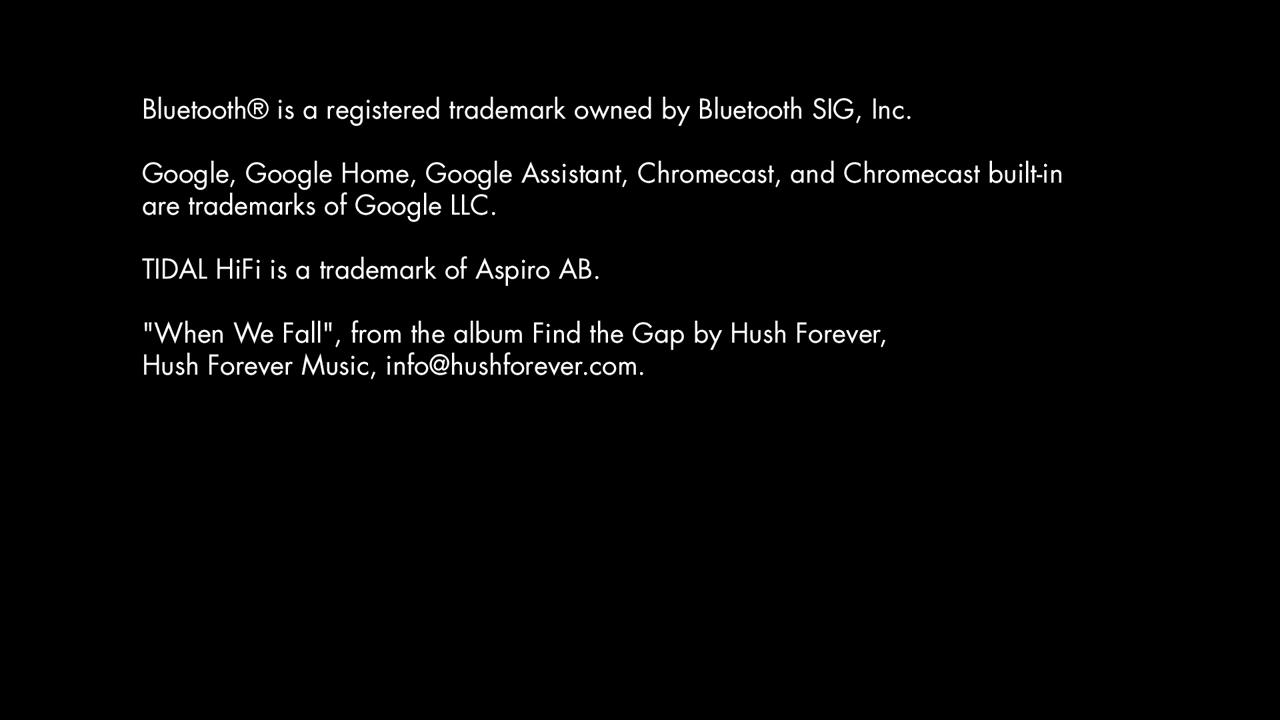 Bluetooth® is a registered trademark owned by Bluetooth SIG, Inc.
Google, Google Home, Google Assistant, Chromecast, and Chromecast built-in
are trademarks of Google LLC.
TIDAL HiFi is a trademark of Aspiro AB.
"When We Fall", from the album Find the Gap by Hush Forever,
Hush Forever Music, info@hushforever.com.